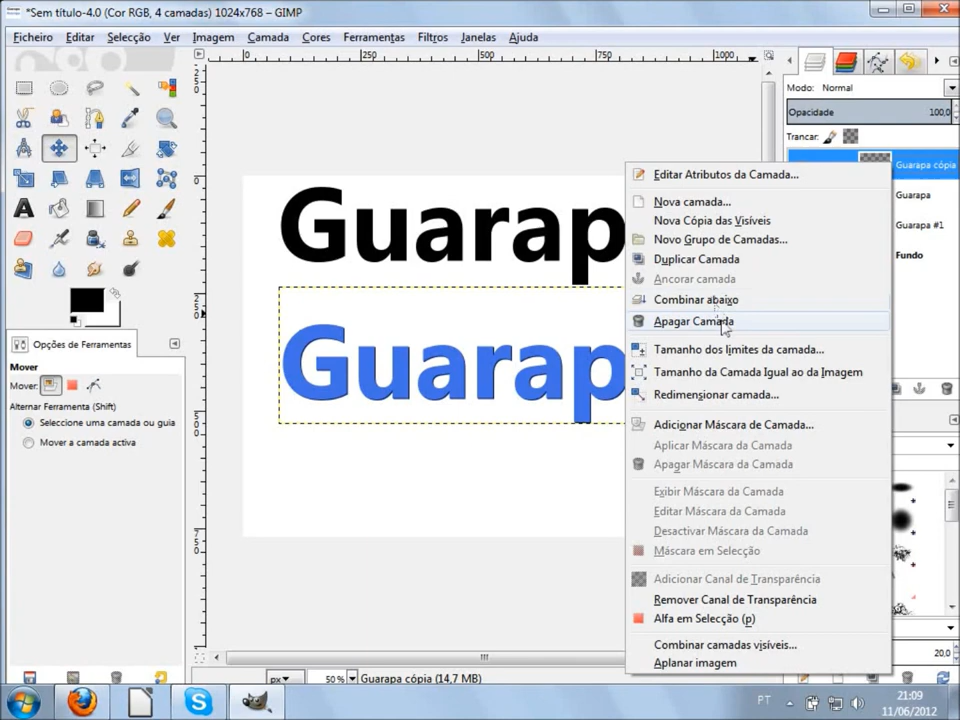 *Sem título-4.0 (Cor RGB, 4 camadas) 1024x768 – GIMP
Ficheiro Editar Selecção Ver Imagem Camada Cores Ferramentas Filtros Janelas Ajuda
0 250 500 750 1000
Modo: Normal
Opacidade 100,0
Trancar:
Guarapa cópia
Guarapa
Guarapa #1
Fundo
Editar Atributos da Camada...
Nova camada...
Nova Cópia das Visíveis
Novo Grupo de Camadas...
Duplicar Camada
Ancorar camada
Combinar abaixo
Apagar Camada
Tamanho dos limites da camada...
Tamanho da Camada Igual ao da Imagem
Redimensionar camada...
Adicionar Máscara de Camada...
Aplicar Máscara da Camada
Apagar Máscara da Camada
Exibir Máscara da Camada
Editar Máscara da Camada
Desactivar Máscara da Camada
Máscara em Selecção
Adicionar Canal de Transparência
Remover Canal de Transparência
Alfa em Selecção (p)
Combinar camadas visíveis...
Aplanar imagem
Guarap
Guarap
Opções de Ferramentas
Mover
Mover:
Alternar Ferramenta (Shift)
Seleccione uma camada ou guia
Mover a camada activa
20,0
px 50 % Guarapa cópia (14,7 MB)
PT
21:09
11/06/2012